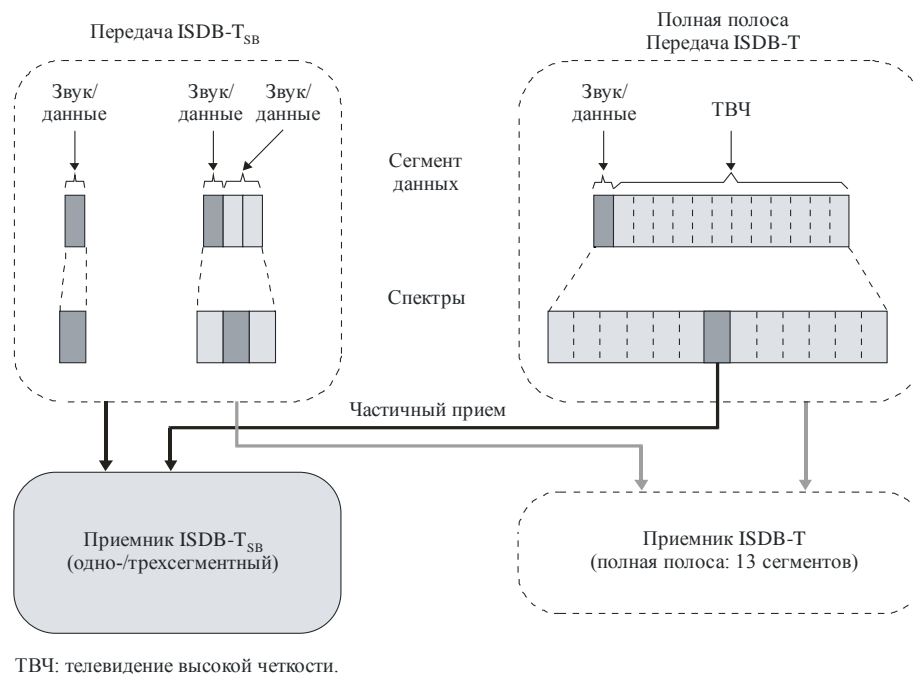 Передача ISDB-T_SB
Полная полоса
Передача ISDB-T
Звук/
данные
Звук/
данные
Звук/
данные
Звук/
данные
ТВЧ
Сегмент
данных
Спектры
Частичный прием
Приемник ISDB-T_SB
(одно-/трехсегментный)
Приемник ISDB-T
(полная полоса: 13 сегментов)
ТВЧ: телевидение высокой четкости.